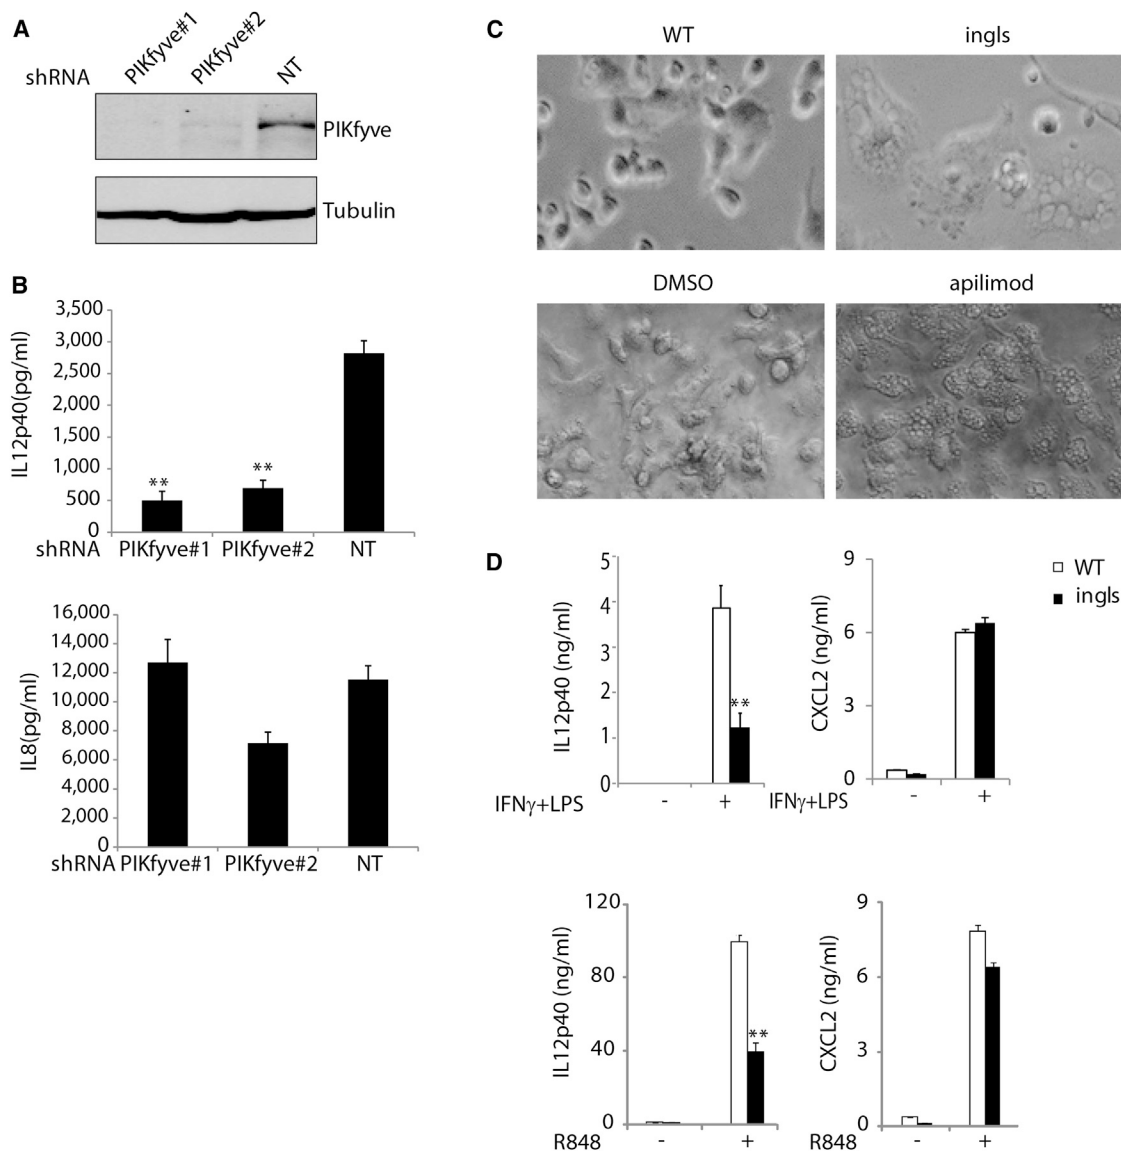 A
shRNA
PIKfyve#1
PIKfyve#2
NT
PIKfyve
Tubulin
B
IL12p40(pg/ml)
3,500
3,000
2,500
2,000
1,500
1,000
500
0
**
**
shRNA PIKfyve#1 PIKfyve#2 NT
IL8(pg/ml)
16,000
14,000
12,000
10,000
8,000
6,000
4,000
2,000
0
shRNA PIKfyve#1 PIKfyve#2 NT
C
WT
ingls
DMSO
apilimod
D
IL12p40 (ng/ml)
5
4
3
2
1
0
**
IFNγ+LPS - +
CXCL2 (ng/ml)
9
6
3
0
IFNγ+LPS - +
WT
ingls
IL12p40 (ng/ml)
120
80
40
0
**
R848 - +
CXCL2 (ng/ml)
9
6
3
0
R848 - +